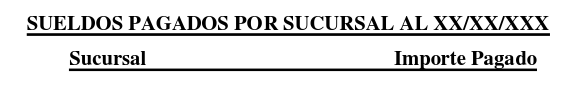 SUELDOS PAGADOS POR SUCURSAL AL XX/XX/XXX
Sucursal Importe Pagado